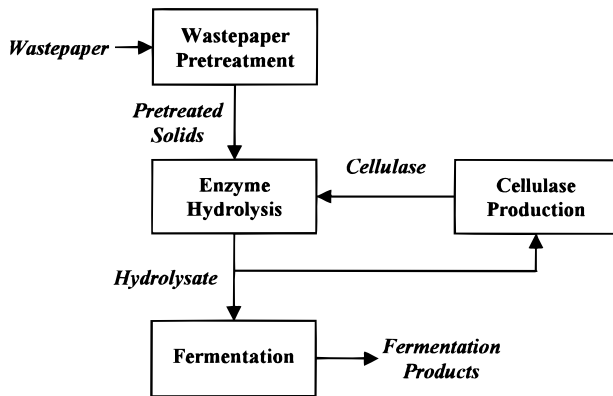 Wastepaper
Wastepaper
Pretreatment
Pretreated
Solids
Enzyme
Hydrolysis
Cellulase
Cellulase
Production
Hydrolysate
Fermentation
Fermentation
Products